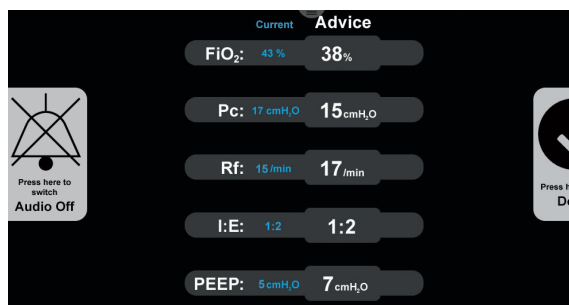 Current Advice
FiO₂: 43 % 38%
Pc: 17 cmH₂O 15cmH₂O
Rf: 15/min 17/min
I:E: 1:2 1:2
PEEP: 5cmH₂O 7cmH₂O
Press here to
switch
Audio Off
Press h
D